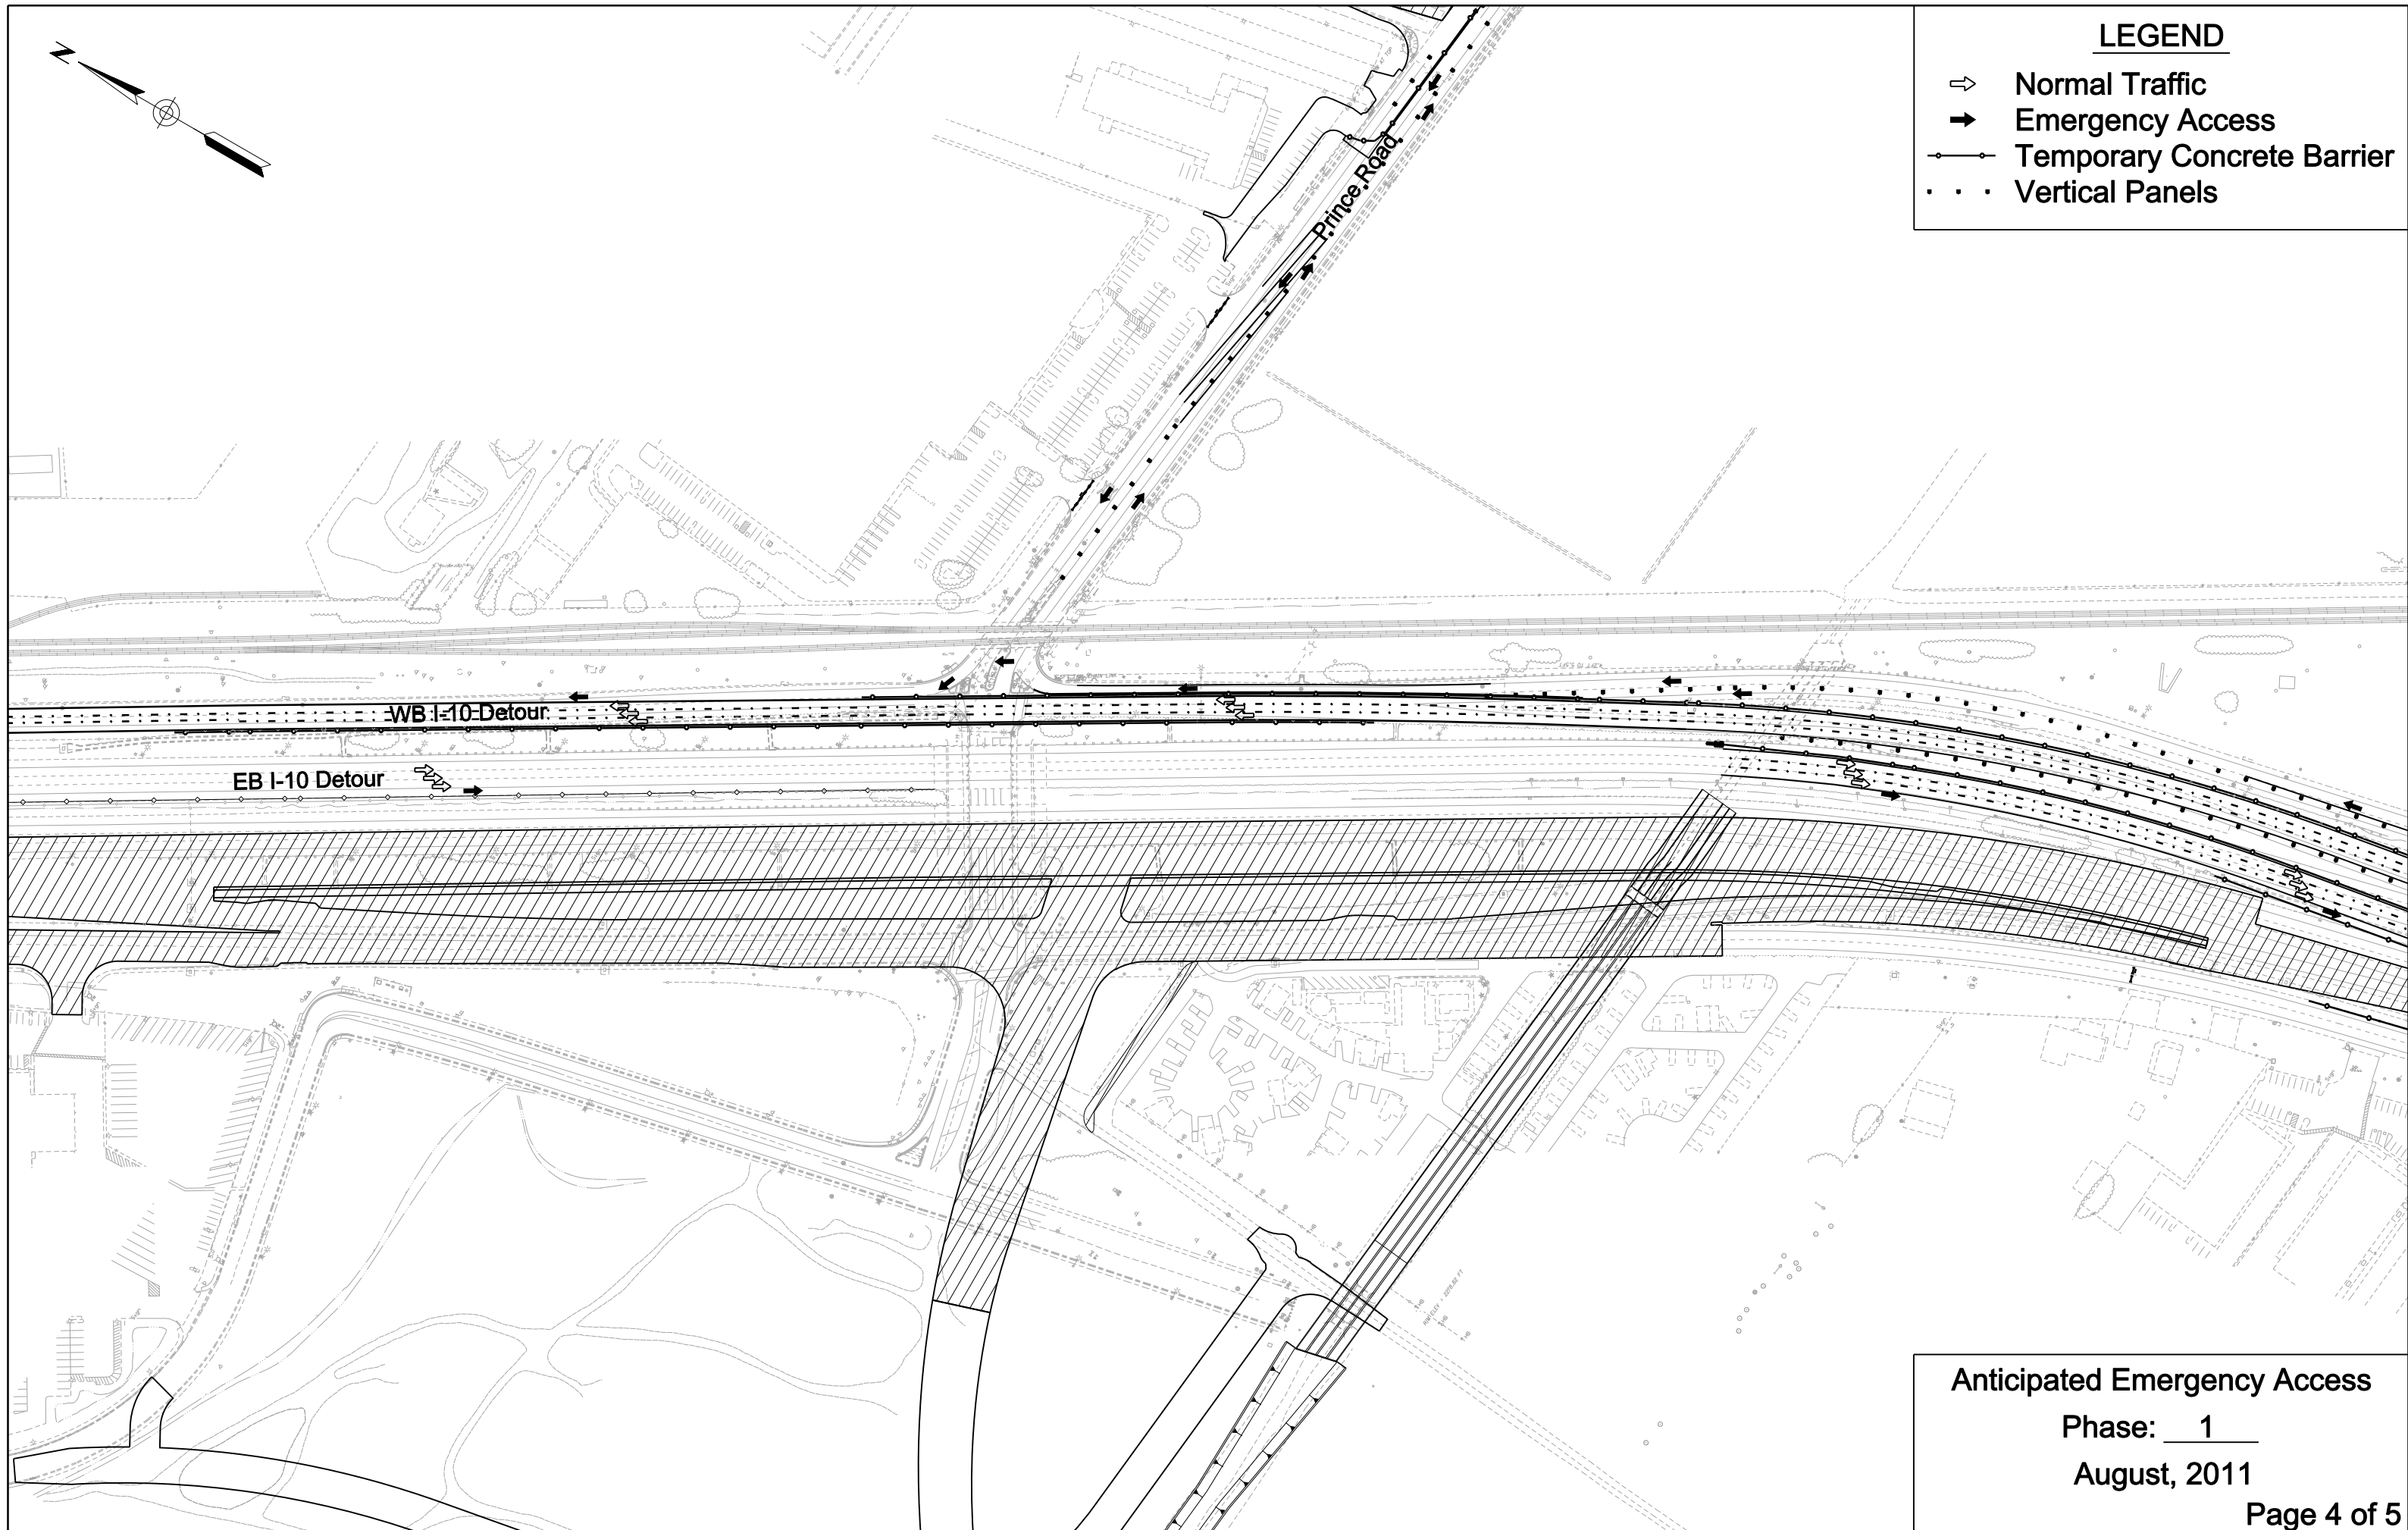 N
LEGEND
Normal Traffic
Emergency Access
Temporary Concrete Barrier
Vertical Panels
Prince Road
WB I-10 Detour
EB I-10 Detour
Anticipated Emergency Access
Phase: 1
August, 2011
Page 4 of 5